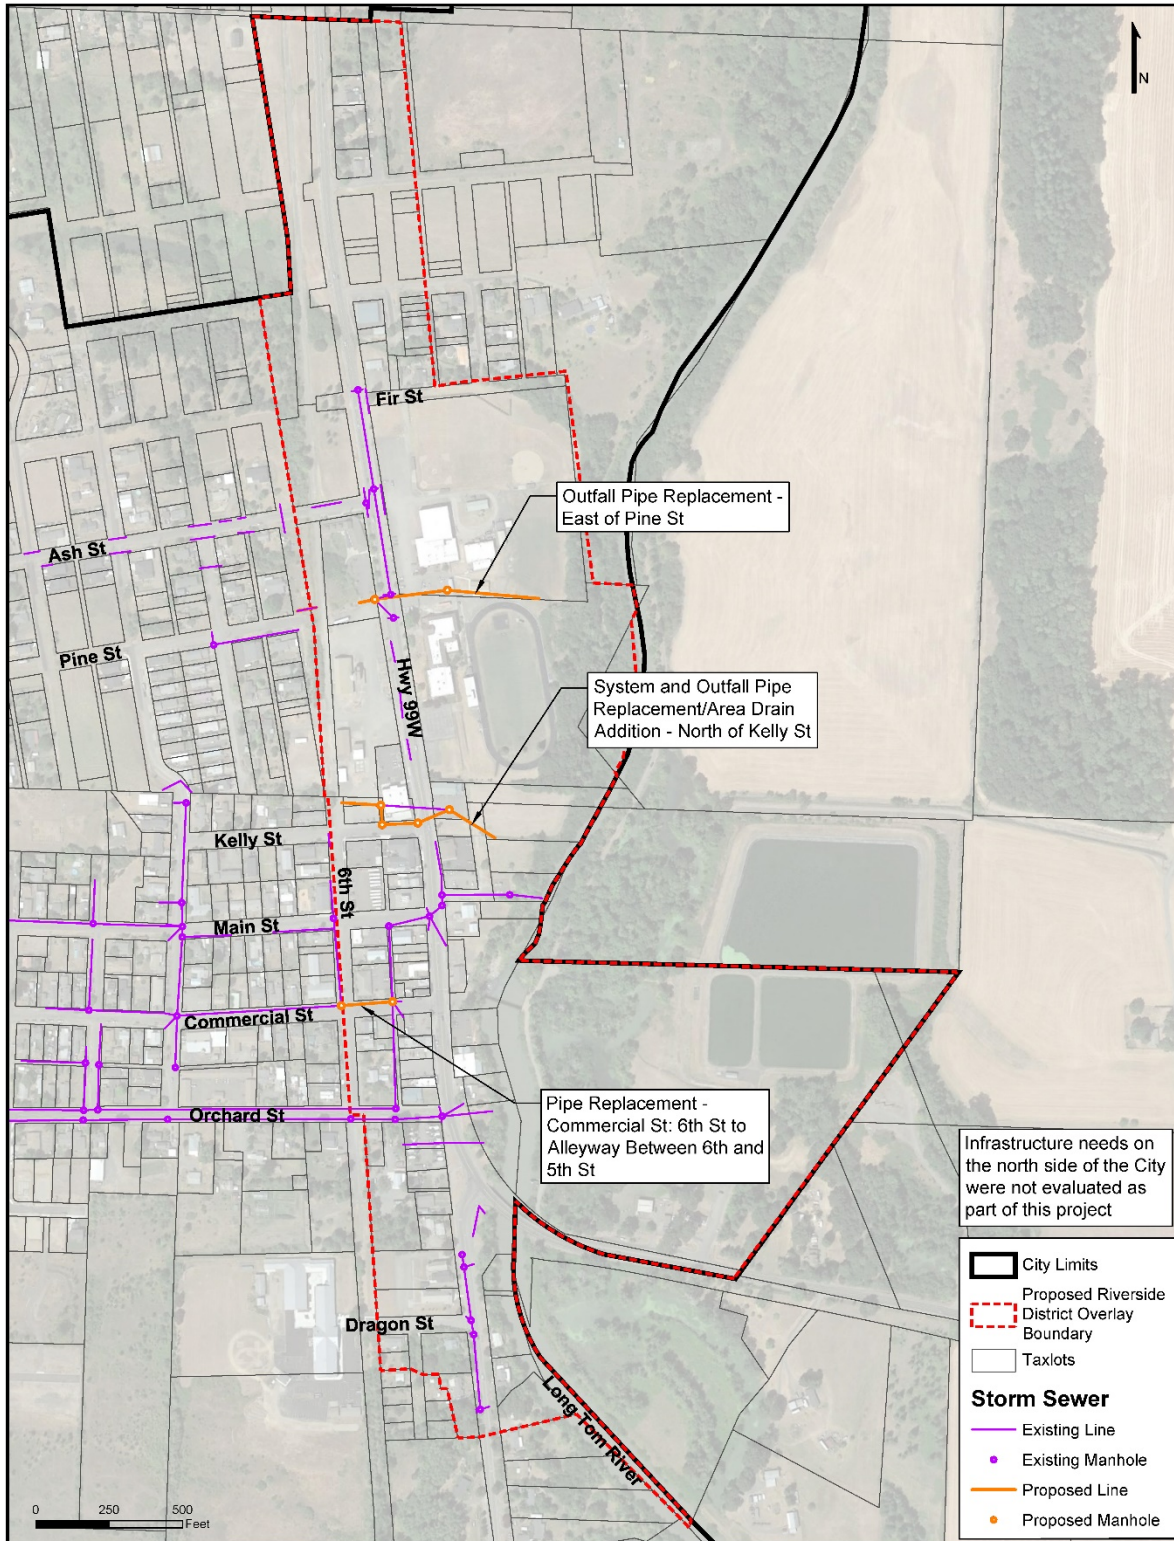 N
Fir St
Outfall Pipe Replacement -
East of Pine St
Ash St
Pine St
Hwy 99W
System and Outfall Pipe
Replacement/Area Drain
Addition - North of Kelly St
Kelly St
6th St
Main St
Commercial St
Orchard St
Pipe Replacement -
Commercial St: 6th St to
Alleyway Between 6th and
5th St
Infrastructure needs on
the north side of the City
were not evaluated as
part of this project
Dragon St
Long Tom River
City Limits
Proposed Riverside
District Overlay
Boundary
Taxlots
Storm Sewer
Existing Line
Existing Manhole
Proposed Line
Proposed Manhole
0 250 500
Feet